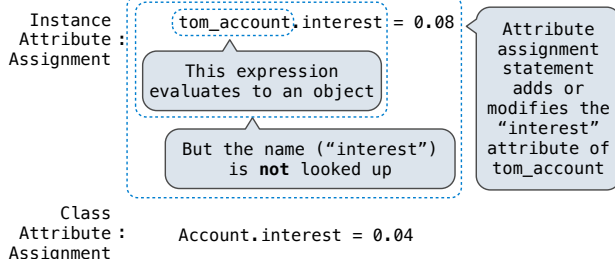 Instance
Attribute :
Assignment
tom_account.interest = 0.08
This expression
evaluates to an object
But the name (“interest”)
is not looked up
Attribute
assignment
statement
adds or
modifies the
“interest”
attribute of
tom_account
Class
Attribute :
Assignment
Account.interest = 0.04